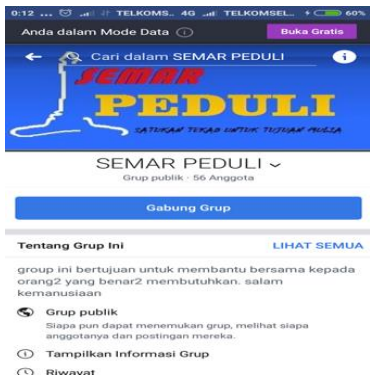 0:12 ... TELKOMS.. 4G TELKOMSEL.. 60%
Anda dalam Mode Data Buka Gratis
Cari dalam SEMAR PEDULI
SEMAR
PEDULI
SATUKAN TEKAD UNTUK TUJUAN MULIA
SEMAR PEDULI
Grup publik · 56 Anggota
Gabung Grup
Tentang Grup Ini LIHAT SEMUA
group ini bertujuan untuk membantu bersama kepada
orang2 yang benar2 membutuhkan. salam
kemanusiaan
Grup publik
Siapa pun dapat menemukan grup, melihat siapa
anggotanya dan postingan mereka.
Tampilkan Informasi Grup
Riwayat